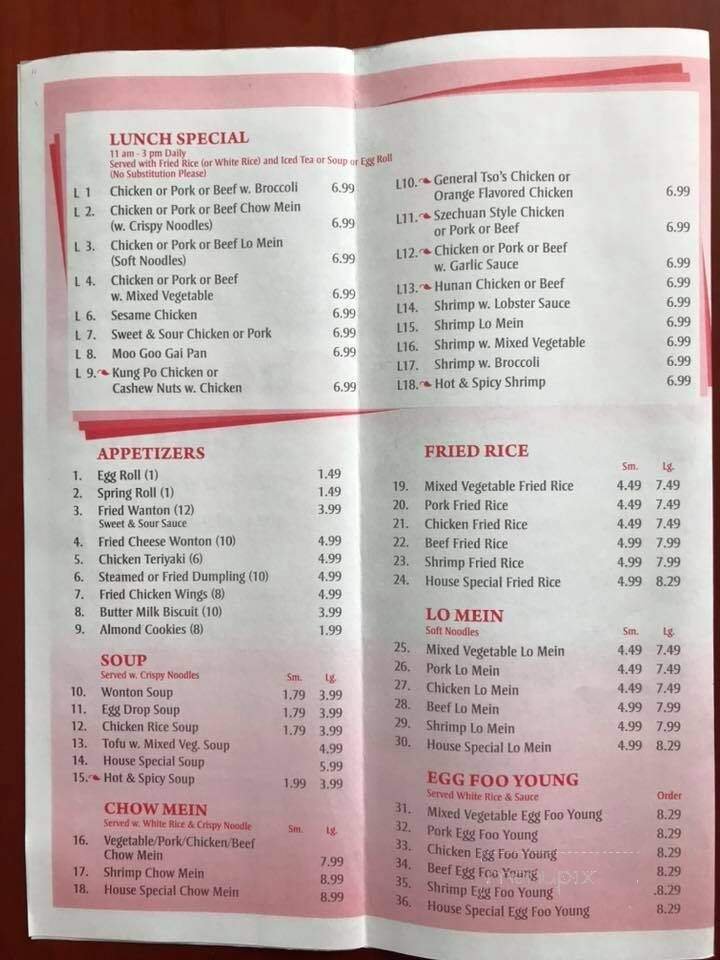 LUNCH SPECIAL
11 am - 3 pm Daily
Served with Fried Rice (or White Rice) and Iced Tea or Soup or Egg Roll
(No Substitution Please)
L 1 Chicken or Pork or Beef w. Broccoli 6.99
L 2. Chicken or Pork or Beef Chow Mein
(w. Crispy Noodles) 6.99
L 3. Chicken or Pork or Beef Lo Mein
(Soft Noodles) 6.99
L 4. Chicken or Pork or Beef
w. Mixed Vegetable 6.99
L 6. Sesame Chicken 6.99
L 7. Sweet & Sour Chicken or Pork 6.99
L 8. Moo Goo Gai Pan 6.99
L 9. Kung Po Chicken or
Cashew Nuts w. Chicken 6.99
L10. General Tso's Chicken or
Orange Flavored Chicken 6.99
L11. Szechuan Style Chicken
or Pork or Beef 6.99
L12. Chicken or Pork or Beef
w. Garlic Sauce 6.99
L13. Hunan Chicken or Beef 6.99
L14. Shrimp w. Lobster Sauce 6.99
L15. Shrimp Lo Mein 6.99
L16. Shrimp w. Mixed Vegetable 6.99
L17. Shrimp w. Broccoli 6.99
L18. Hot & Spicy Shrimp 6.99
APPETIZERS
1. Egg Roll (1) 1.49
2. Spring Roll (1) 1.49
3. Fried Wanton (12) 3.99
Sweet & Sour Sauce
4. Fried Cheese Wonton (10) 4.99
5. Chicken Teriyaki (6) 4.99
6. Steamed or Fried Dumpling (10) 4.99
7. Fried Chicken Wings (8) 4.99
8. Butter Milk Biscuit (10) 3.99
9. Almond Cookies (8) 1.99
SOUP
Served w. Crispy Noodles Sm. Lg.
10. Wonton Soup 1.79 3.99
11. Egg Drop Soup 1.79 3.99
12. Chicken Rice Soup 1.79 3.99
13. Tofu w. Mixed Veg. Soup 4.99
14. House Special Soup 5.99
15. Hot & Spicy Soup 1.99 3.99
CHOW MEIN
Served w. White Rice & Crispy Noodle Sm. Lg.
16. Vegetable/Pork/Chicken/Beef
Chow Mein 7.99
17. Shrimp Chow Mein 8.99
18. House Special Chow Mein 8.99
FRIED RICE
Sm. Lg.
19. Mixed Vegetable Fried Rice 4.49 7.49
20. Pork Fried Rice 4.49 7.49
21. Chicken Fried Rice 4.49 7.49
22. Beef Fried Rice 4.99 7.99
23. Shrimp Fried Rice 4.99 7.99
24. House Special Fried Rice 4.99 8.29
LO MEIN
Soft Noodles Sm. Lg.
25. Mixed Vegetable Lo Mein 4.49 7.49
26. Pork Lo Mein 4.49 7.49
27. Chicken Lo Mein 4.49 7.49
28. Beef Lo Mein 4.99 7.99
29. Shrimp Lo Mein 4.99 7.99
30. House Special Lo Mein 4.99 8.29
EGG FOO YOUNG
Served White Rice & Sauce Order
31. Mixed Vegetable Egg Foo Young 8.29
32. Pork Egg Foo Young 8.29
33. Chicken Egg Foo Young 8.29
34. Beef Egg Foo Young 8.29
menupix
35. Shrimp Egg Foo Young .8.29
36. House Special Egg Foo Young 8.29